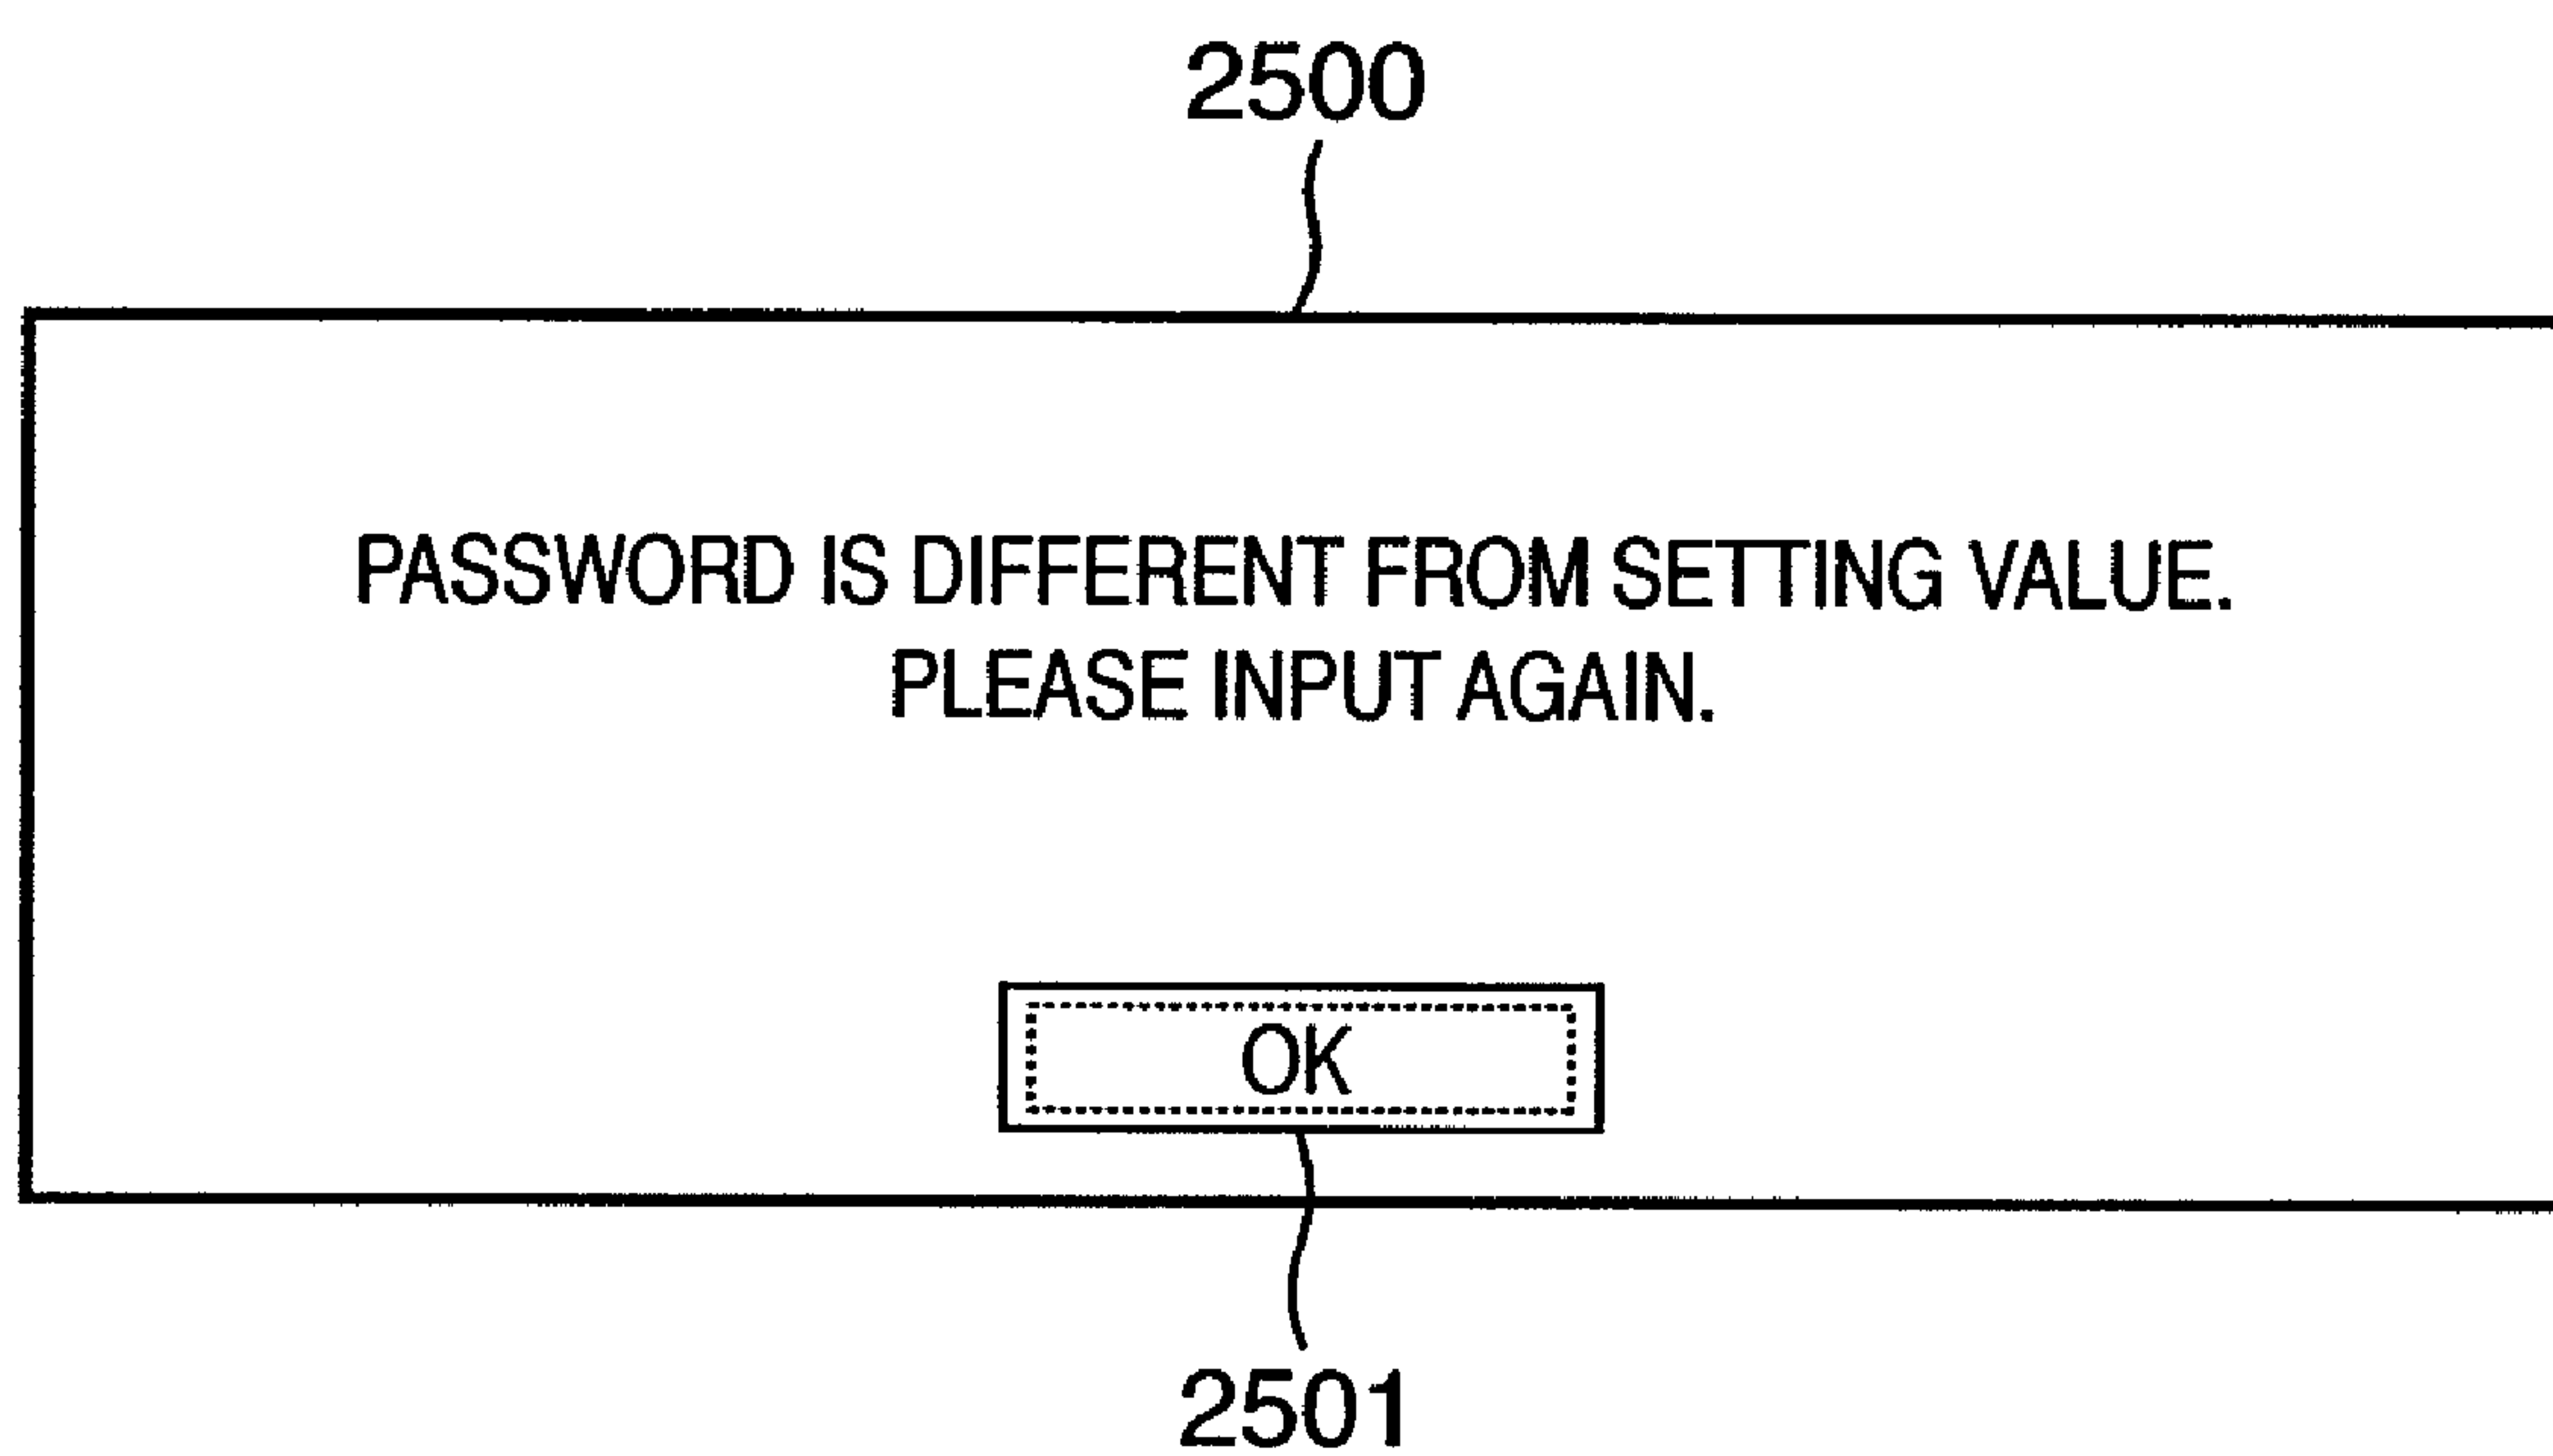 2500
PASSWORD IS DIFFERENT FROM SETTING VALUE.
PLEASE INPUT AGAIN.
OK
2501